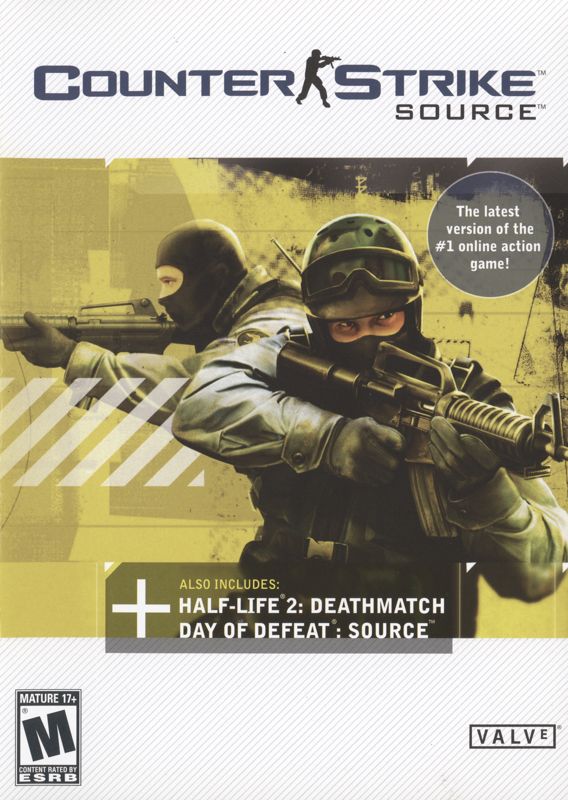 COUNTER STRIKE™
SOURCE™
The latest
version of the
#1 online action
game!
ALSO INCLUDES:
HALF-LIFE® 2: DEATHMATCH
DAY OF DEFEAT®: SOURCE™
MATURE 17+
M®
CONTENT RATED BY
ESRB
VALVE®